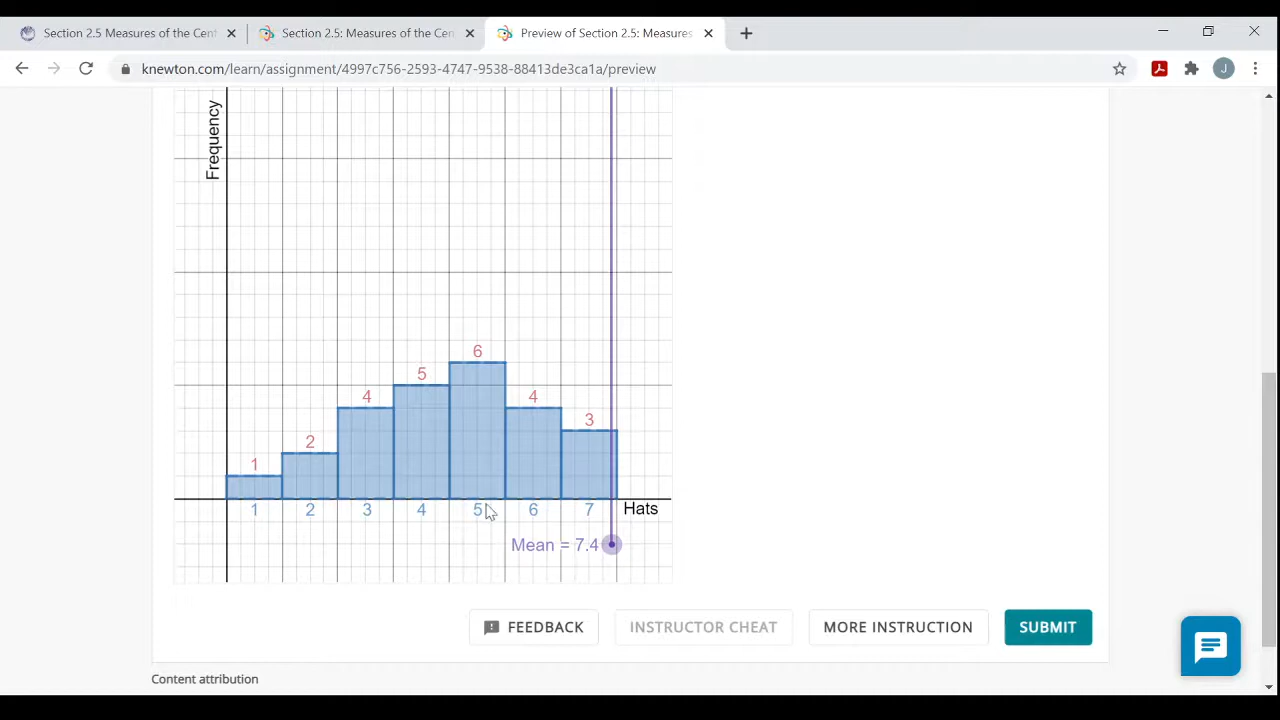 Section 2.5 Measures of the Cent
Section 2.5: Measures of the Cen
Preview of Section 2.5: Measures
knewton.com/learn/assignment/4997c756-2593-4747-9538-88413de3ca1a/preview
J
Frequency
6
5
4
4
3
2
1
1 2 3 4 5 6 7 Hats
Mean = 7.4
FEEDBACK
INSTRUCTOR CHEAT
MORE INSTRUCTION
SUBMIT
Content attribution